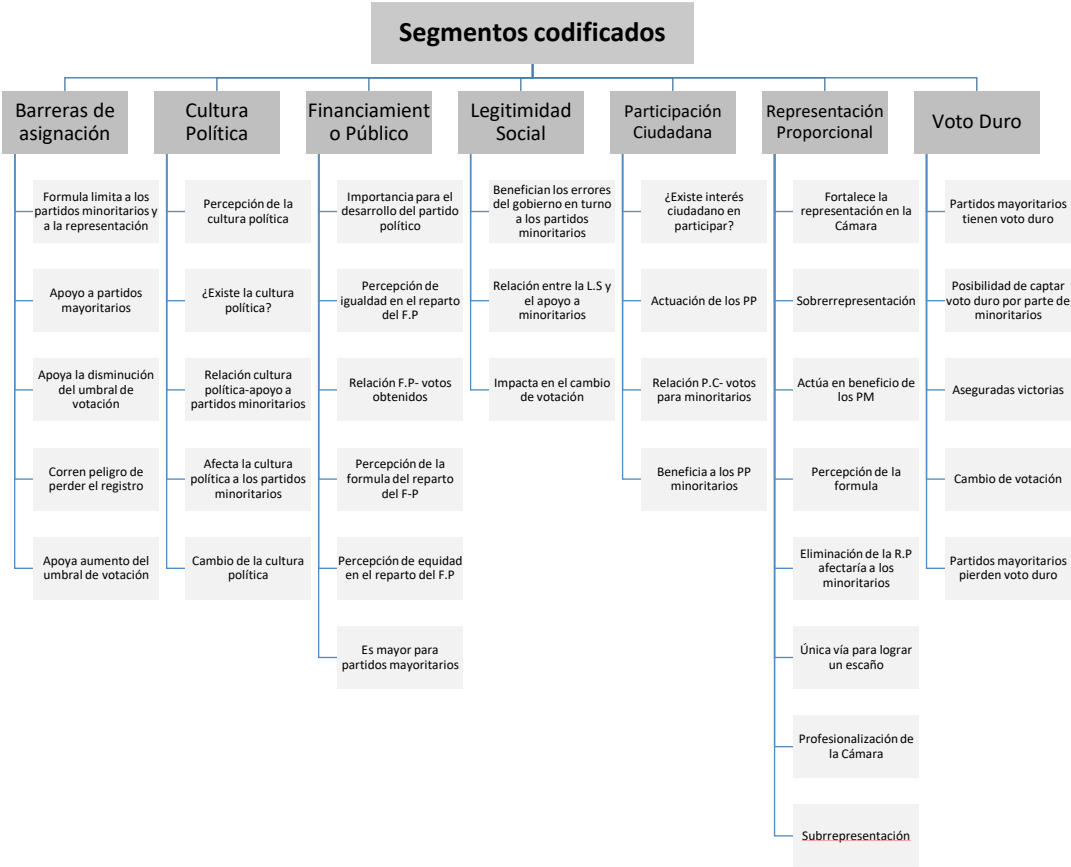 Segmentos codificados
Barreras de
asignación
Formula limita a los
partidos minoritarios y
a la representación
Apoyo a partidos
mayoritarios
Apoya la disminución
del umbral de
votación
Corren peligro de
perder el registro
Apoya aumento del
umbral de votación
Cultura
Política
Percepción de la
cultura política
¿Existe la cultura
política?
Relación cultura
política-apoyo a
partidos minoritarios
Afecta la cultura
política a los partidos
minoritarios
Cambio de la cultura
política
Financiamient
o Público
Importancia para el
desarrollo del partido
político
Percepción de
igualdad en el reparto
del F.P
Relación F.P- votos
obtenidos
Percepción de la
formula del reparto
del F-P
Percepción de equidad
en el reparto del F.P
Es mayor para
partidos mayoritarios
Legitimidad
Social
Benefician los errores
del gobierno en turno
a los partidos
minoritarios
Relación entre la L.S y
el apoyo a
minoritarios
Impacta en el cambio
de votación
Participación
Ciudadana
¿Existe interés
ciudadano en
participar?
Actuación de los PP
Relación P.C- votos
para minoritarios
Beneficia a los PP
minoritarios
Representación
Proporcional
Fortalece la
representación en la
Cámara
Sobrerrepresentación
Actúa en beneficio de
los PM
Percepción de la
formula
Eliminación de la R.P
afectaría a los
minoritarios
Única vía para lograr
un escaño
Profesionalización de
la Cámara
Subrrepresentación
Voto Duro
Partidos mayoritarios
tienen voto duro
Posibilidad de captar
voto duro por parte de
minoritarios
Aseguradas victorias
Cambio de votación
Partidos mayoritarios
pierden voto duro